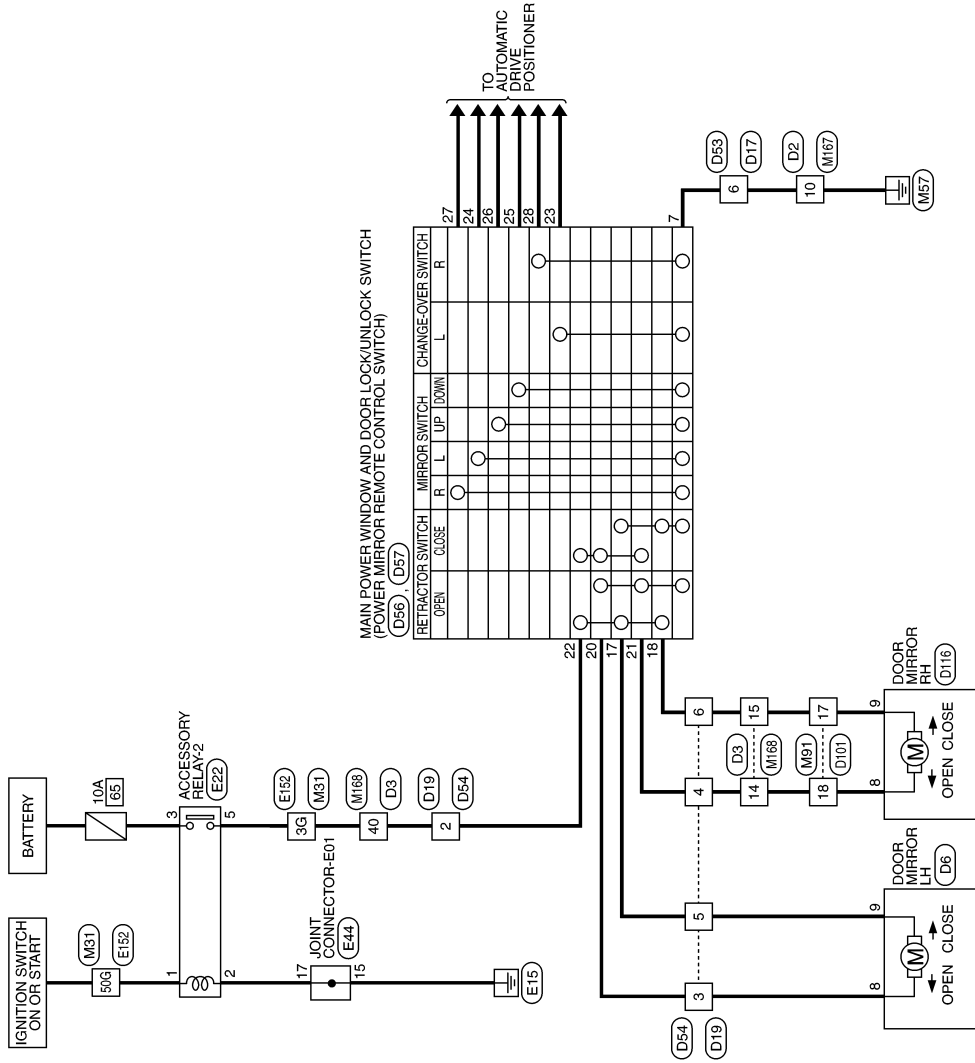 BATTERY
IGNITION SWITCH
ON OR START
10A
65
M31
50G
E152
1
2
3
5
ACCESSORY
RELAY-2
E22
E152
3G
M31
M168
40
D3
D19
2
D54
17
JOINT
CONNECTOR-E01
E44
15
E15
MAIN POWER WINDOW AND DOOR LOCK/UNLOCK SWITCH
(POWER MIRROR REMOTE CONTROL SWITCH)
D56 , D57
RETRACTOR SWITCH
MIRROR SWITCH
CHANGE-OVER SWITCH
OPEN
CLOSE
R
L
UP
DOWN
L
R
27
24
26
25
28
23
TO
AUTOMATIC
DRIVE
POSITIONER
22
20
17
21
18
7
6
D53
D17
10
D2
M167
M57
D54
3
D19
5
4
6
D3
14
15
M168
M91
18
17
D101
8
9
M
OPEN
CLOSE
DOOR
MIRROR
LH
D6
8
9
M
OPEN
CLOSE
DOOR
MIRROR
RH
D116